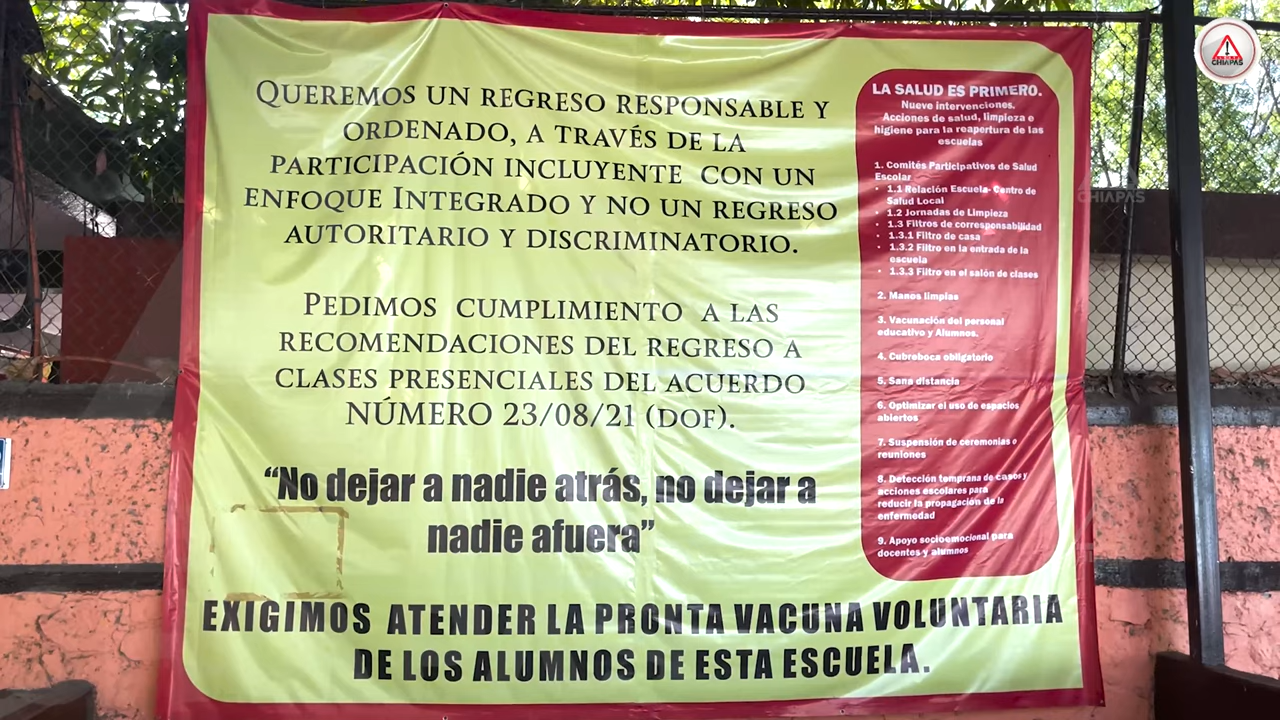 QUEREMOS UN REGRESO RESPONSABLE Y
ORDENADO, A TRAVÉS DE LA
PARTICIPACIÓN INCLUYENTE CON UN
ENFOQUE INTEGRADO Y NO UN REGRESO
AUTORITARIO Y DISCRIMINATORIO.
PEDIMOS CUMPLIMIENTO A LAS
RECOMENDACIONES DEL REGRESO A
CLASES PRESENCIALES DEL ACUERDO
NÚMERO 23/08/21 (DOF).
“No dejar a nadie atrás, no dejar a
nadie afuera”
EXIGIMOS ATENDER LA PRONTA VACUNA VOLUNTARIA
DE LOS ALUMNOS DE ESTA ESCUELA.
LA SALUD ES PRIMERO.
Nueve intervenciones.
Acciones de salud, limpieza e
higiene para la reapertura de las
escuelas
1. Comités Participativos de Salud
Escolar
• 1.1 Relación Escuela- Centro de
Salud Local
• 1.2 Jornadas de Limpieza
• 1.3 Filtros de corresponsabilidad
• 1.3.1 Filtro de casa
• 1.3.2 Filtro en la entrada de la
escuela
• 1.3.3 Filtro en el salón de clases
2. Manos limpias
3. Vacunación del personal
educativo y Alumnos.
4. Cubreboca obligatorio
5. Sana distancia
6. Optimizar el uso de espacios
abiertos
7. Suspensión de ceremonias o
reuniones
8. Detección temprana de casos y
acciones escolares para
reducir la propagación de la
enfermedad
9. Apoyo socioemocional para
docentes y alumnos
CHIAPAS
CHIAPAS